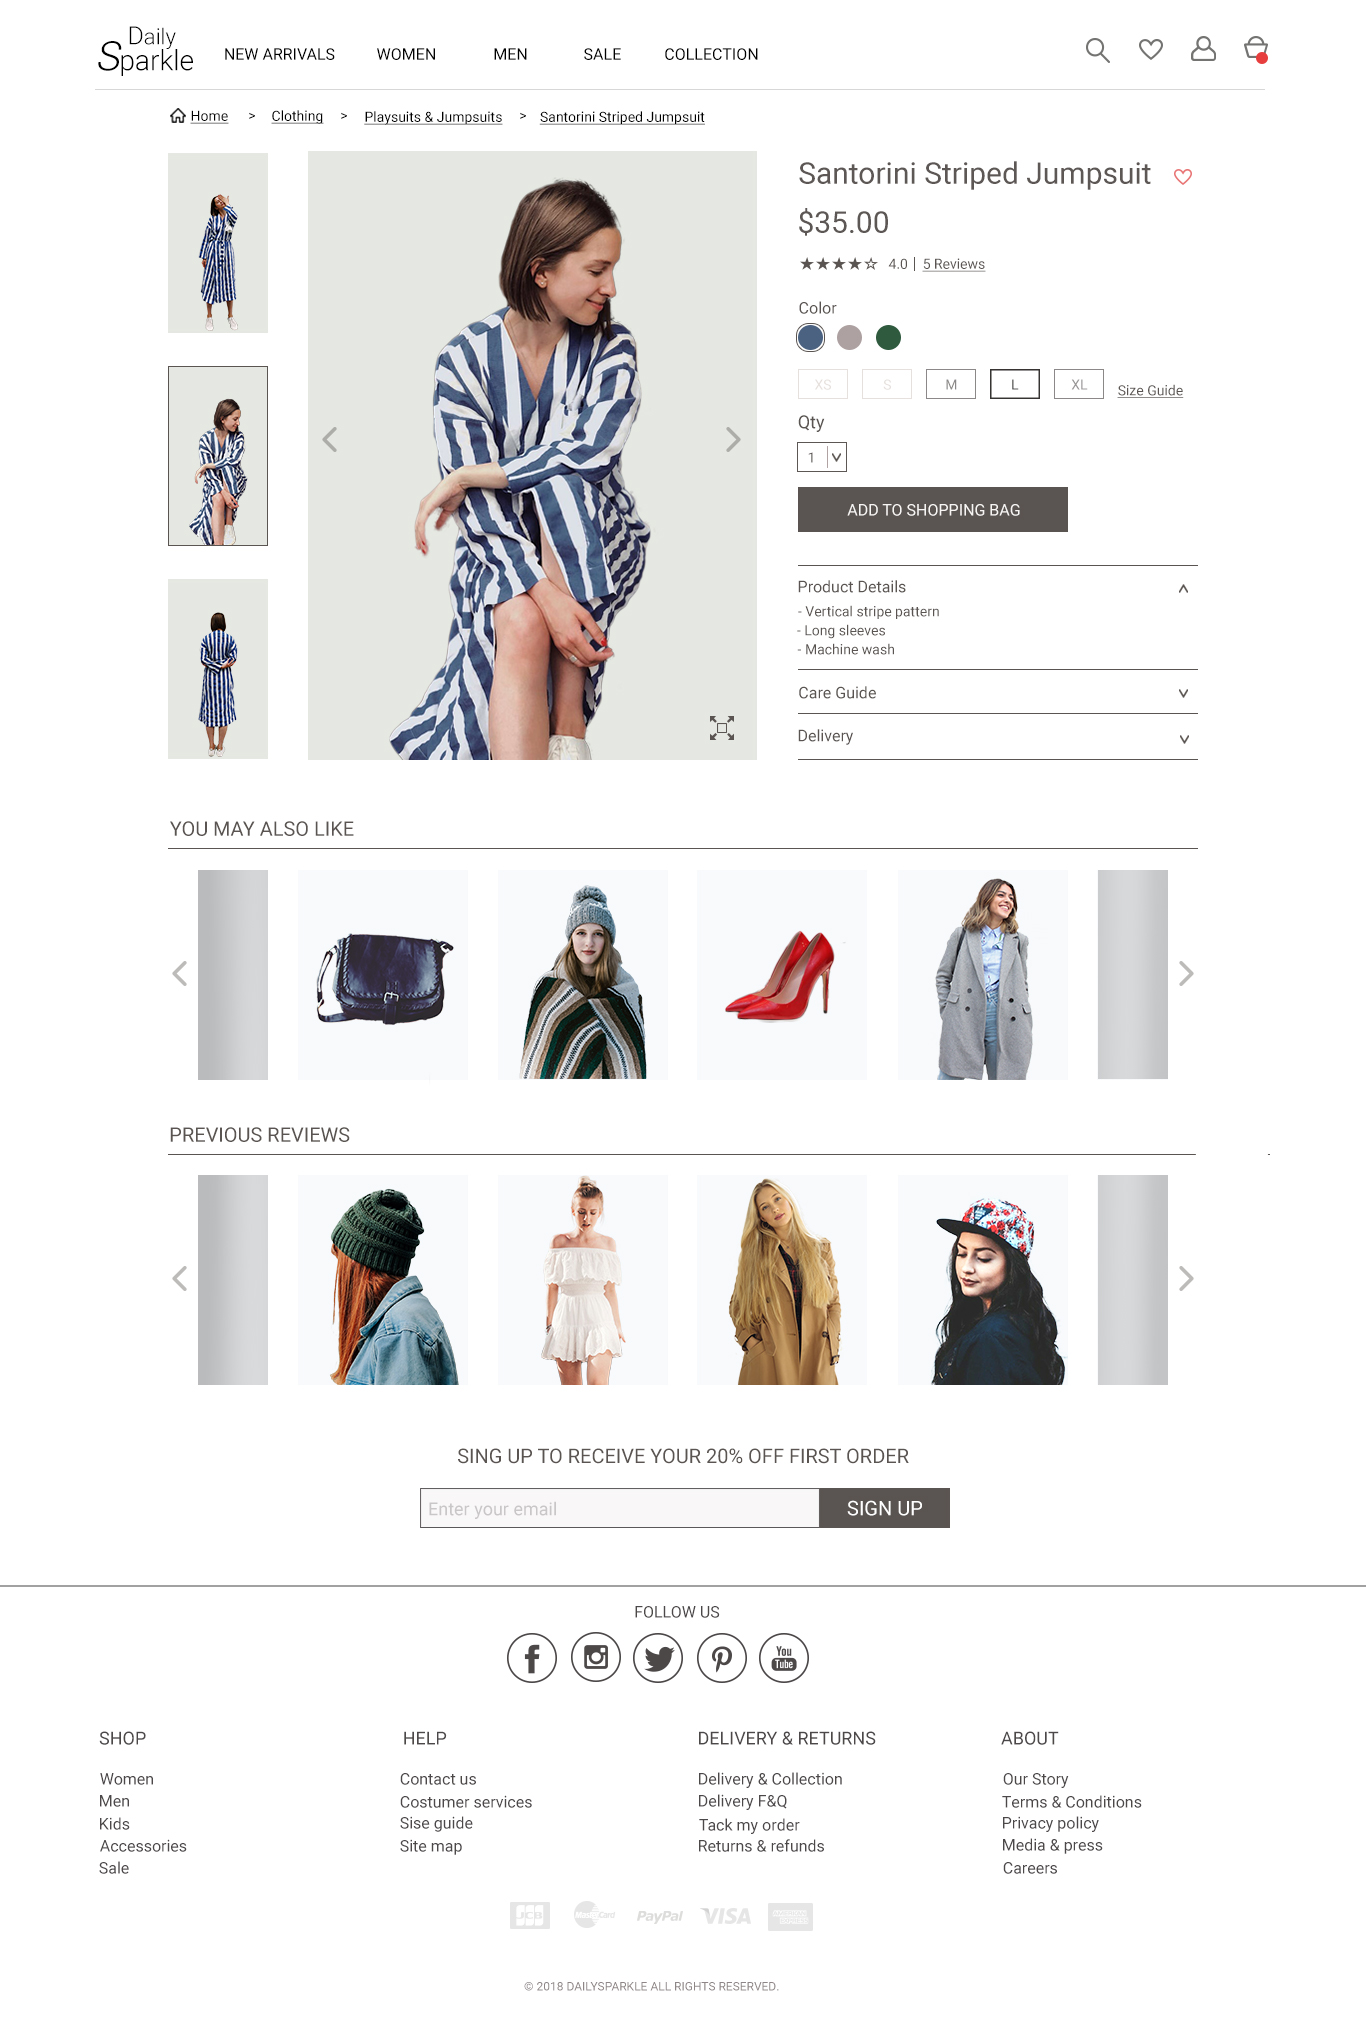 Daily
Sparkle
NEW ARRIVALS WOMEN MEN SALE COLLECTION
Home > Clothing > Playsuits & Jumpsuits > Santorini Striped Jumpsuit
Santorini Striped Jumpsuit
$35.00
4.0 | 5 Reviews
Color
XS S M L XL Size Guide
Qty
1
ADD TO SHOPPING BAG
Product Details
- Vertical stripe pattern
- Long sleeves
- Machine wash
Care Guide
Delivery
YOU MAY ALSO LIKE
PREVIOUS REVIEWS
SING UP TO RECEIVE YOUR 20% OFF FIRST ORDER
Enter your email SIGN UP
FOLLOW US
You
Tube
SHOP
Women
Men
Kids
Accessories
Sale
HELP
Contact us
Costumer services
Sise guide
Site map
DELIVERY & RETURNS
Delivery & Collection
Delivery F&Q
Tack my order
Returns & refunds
ABOUT
Our Story
Terms & Conditions
Privacy policy
Media & press
Careers
JCB MasterCard PayPal VISA
© 2018 DAILYSPARKLE ALL RIGHTS RESERVED.